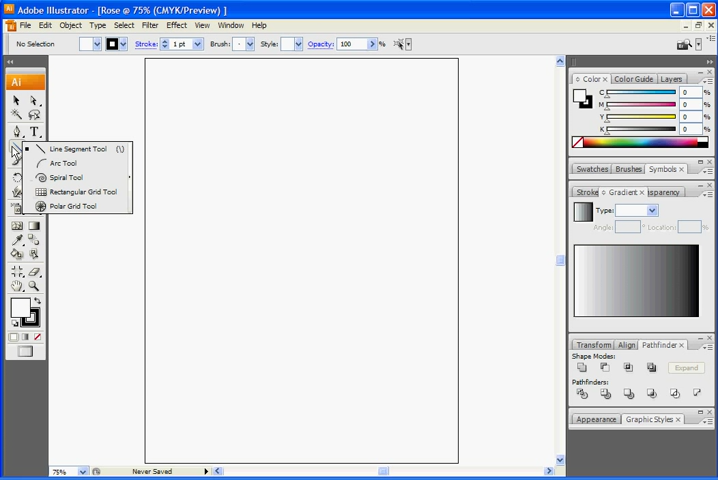 Adobe Illustrator - [Rose @ 75% (CMYK/Preview) ]
File Edit Object Type Select Filter Effect View Window Help
No Selection Stroke: 1 pt Brush: Style: Opacity: 100 %
Ai
Line Segment Tool (\)
Arc Tool
Spiral Tool
Rectangular Grid Tool
Polar Grid Tool
Color Color Guide Layers
C 0 %
M 0 %
Y 0 %
K 0 %
Swatches Brushes Symbols
Stroke Gradient sparency
Type:
Angle: ° Location: %
Transform Align Pathfinder
Shape Modes:
Expand
Pathfinders:
Appearance Graphic Styles
75% Never Saved